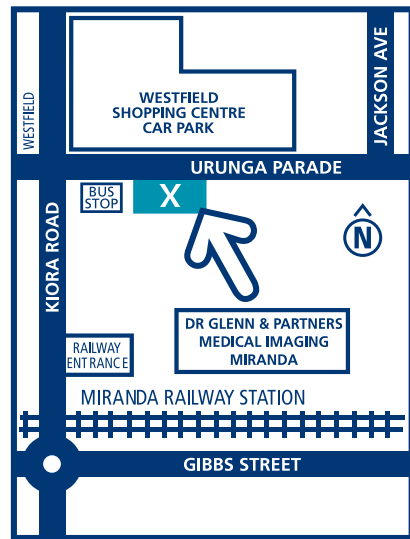 WESTFIELD
WESTFIELD
SHOPPING CENTRE
CAR PARK
JACKSON AVE
URUNGA PARADE
BUS
STOP
X
KIORA ROAD
N
DR GLENN & PARTNERS
MEDICAL IMAGING
MIRANDA
RAILWAY
ENTRANCE
MIRANDA RAILWAY STATION
GIBBS STREET